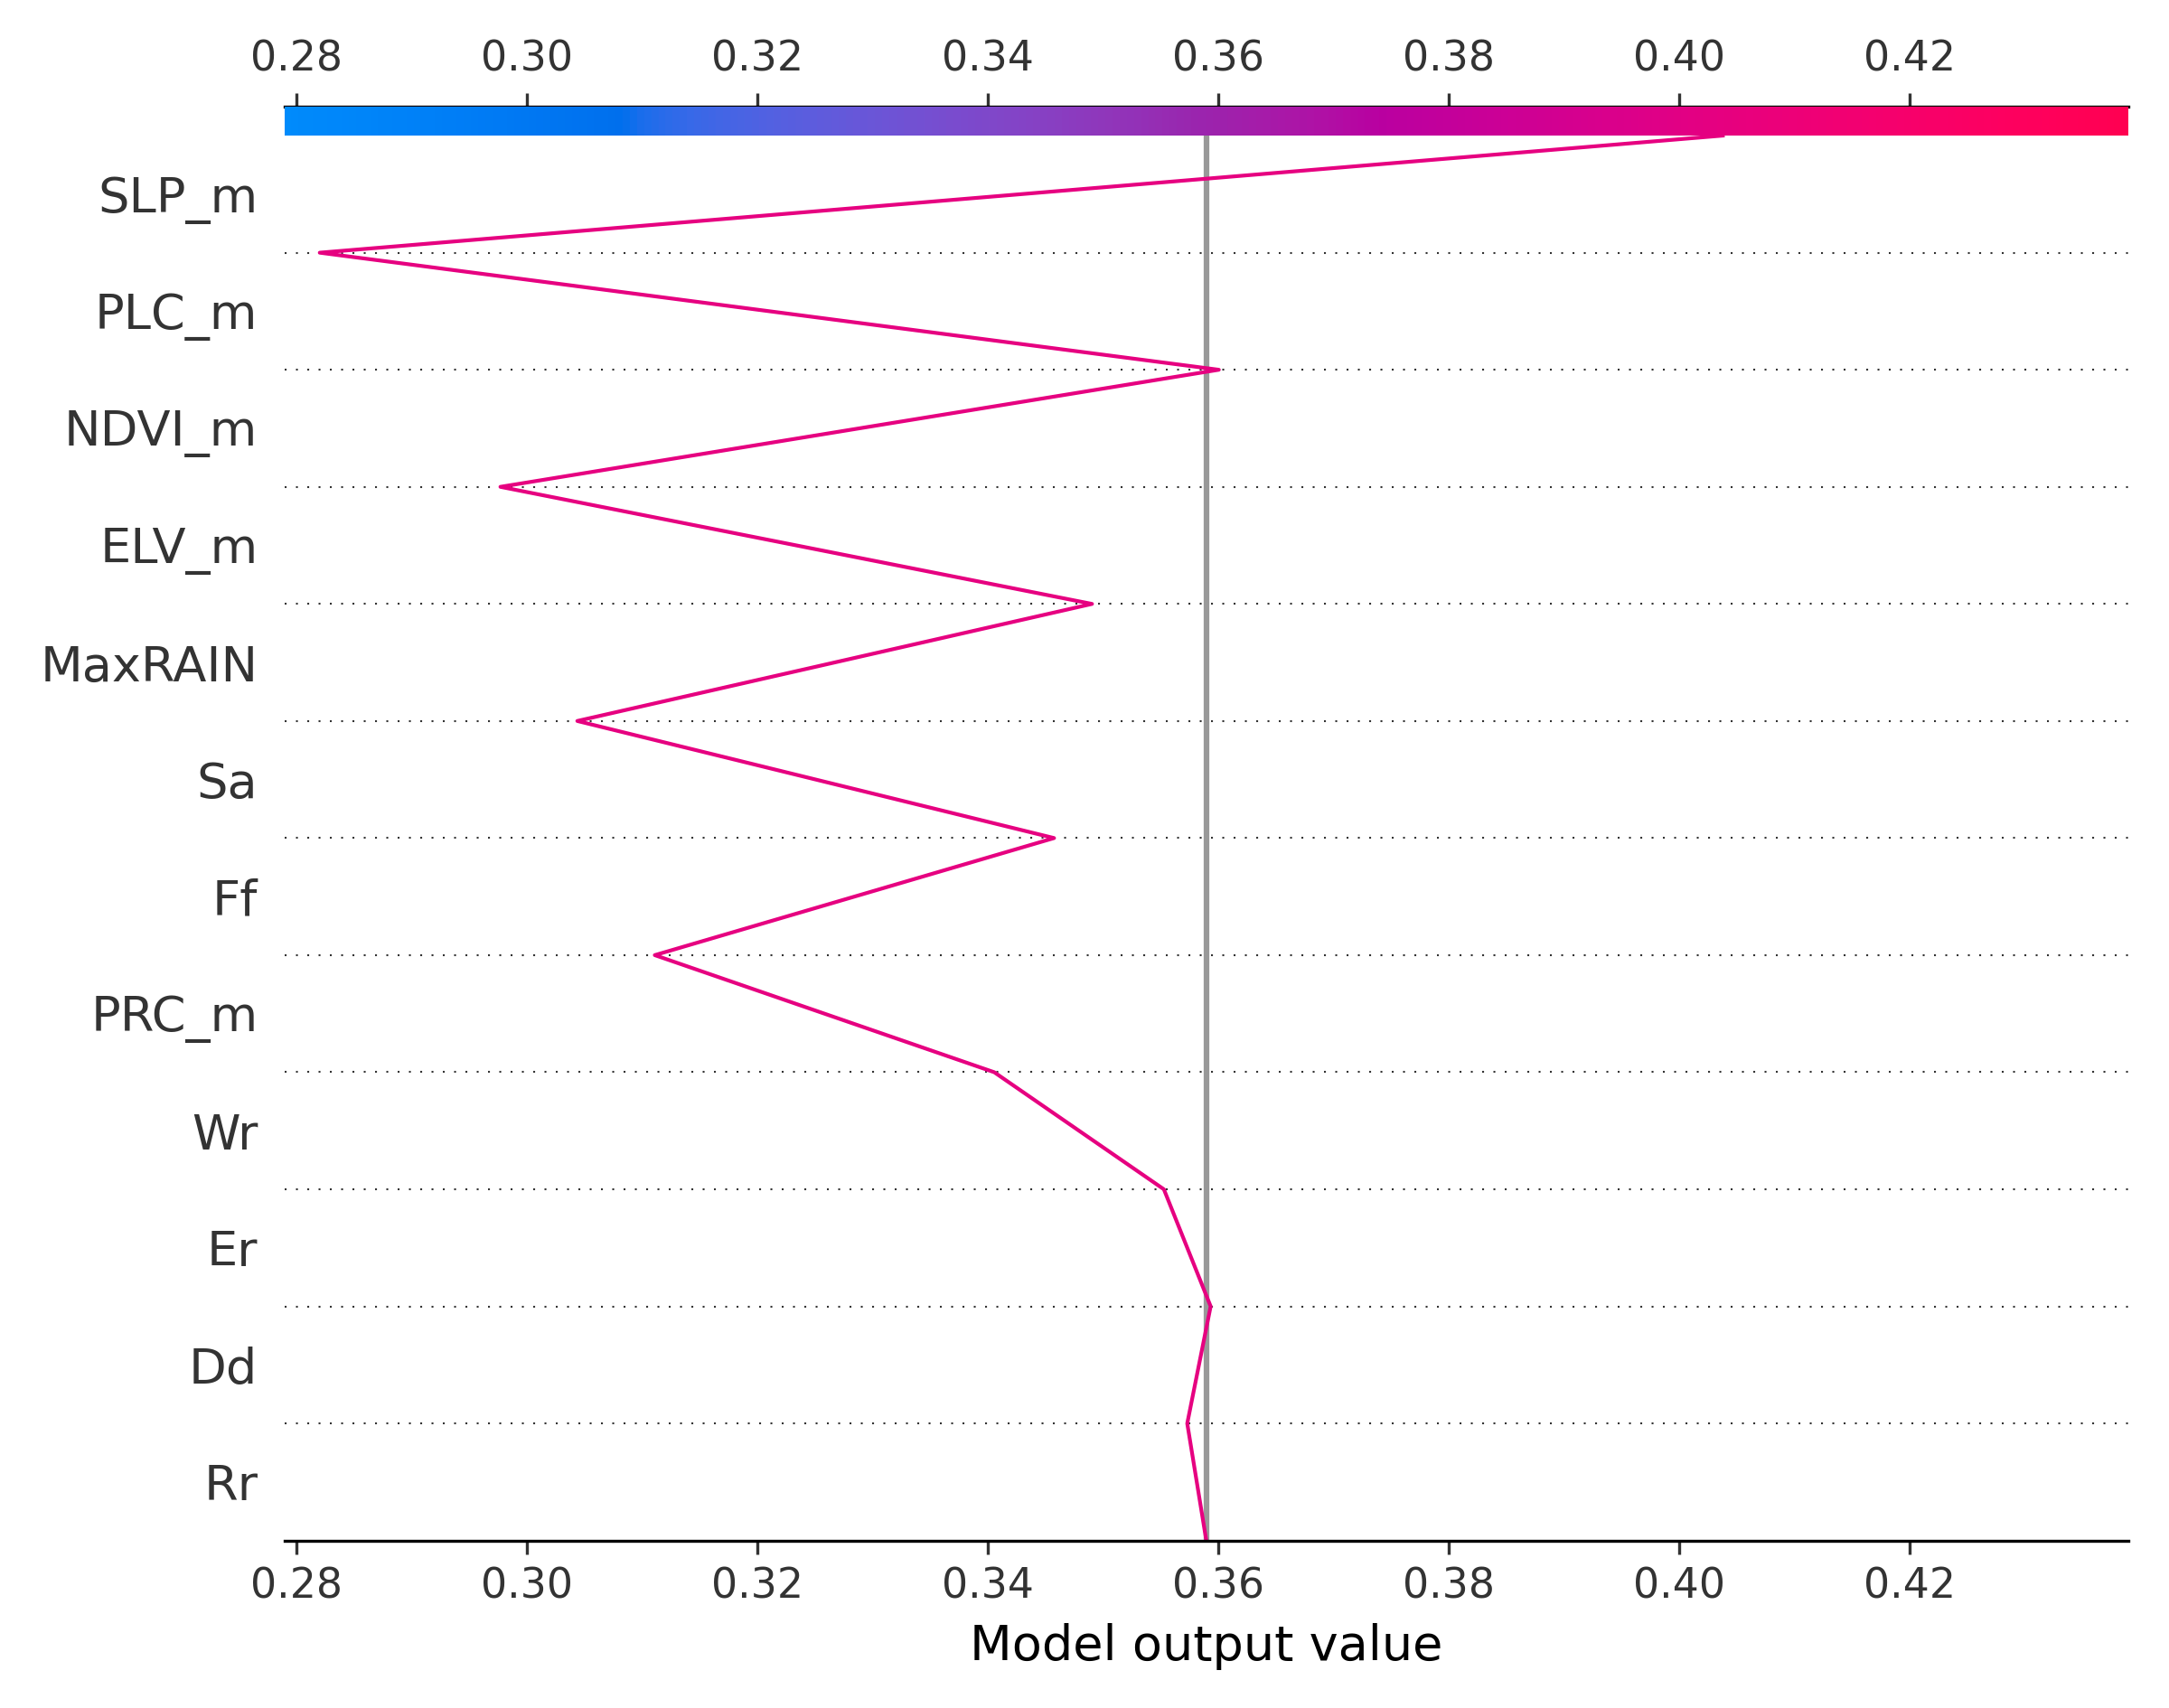 0.28 0.30 0.32 0.34 0.36 0.38 0.40 0.42
SLP_m
PLC_m
NDVI_m
ELV_m
MaxRAIN
Sa
Ff
PRC_m
Wr
Er
Dd
Rr
0.28 0.30 0.32 0.34 0.36 0.38 0.40 0.42
Model output value